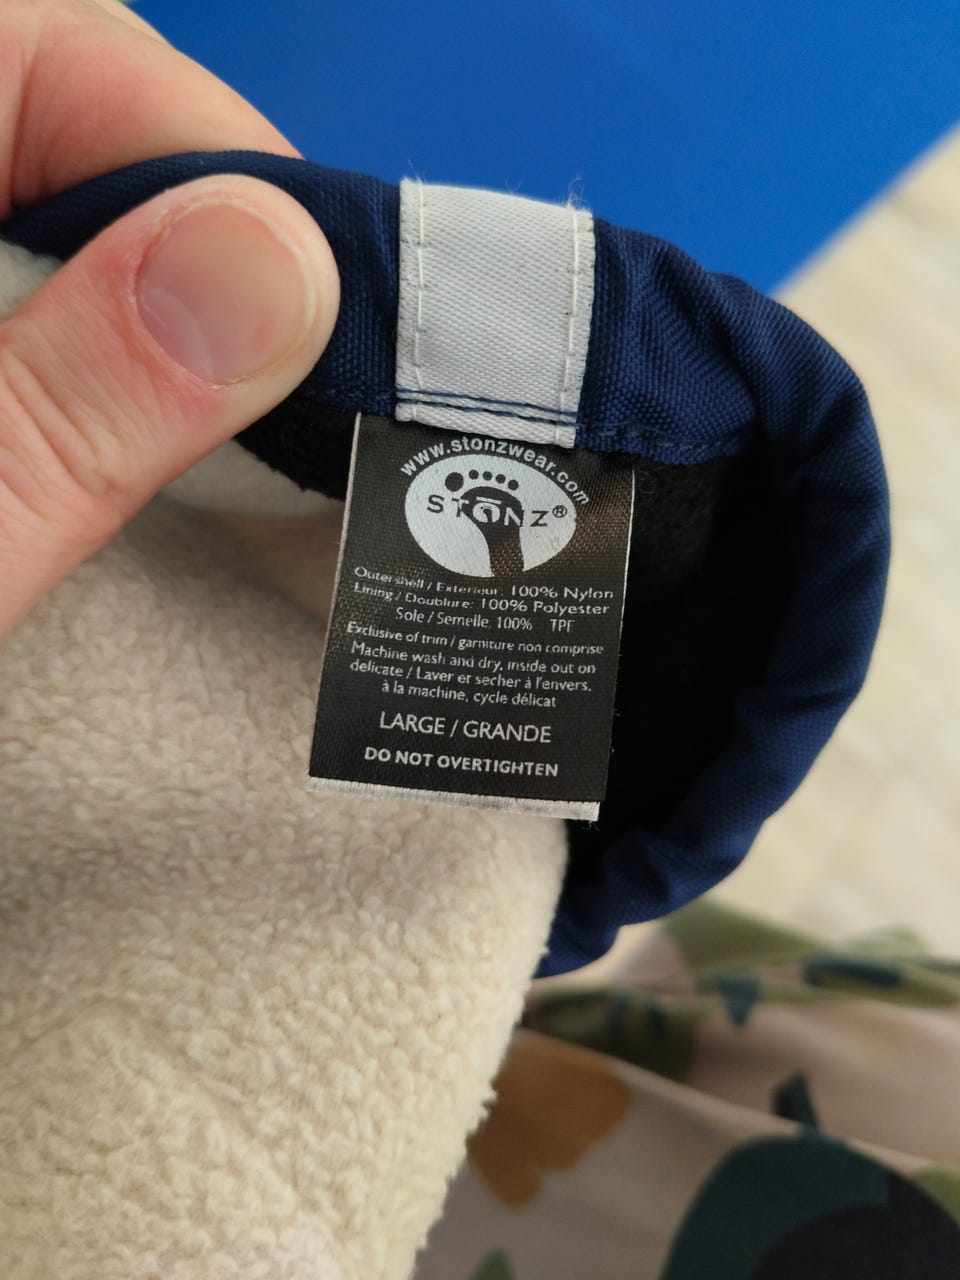 www.stonzwear.com
STŌNZ®
Outershell / Exterieur: 100% Nylon
Lining / Doublure: 100% Polyester
Sole / Semelle: 100% TPE
Exclusive of trim / garniture non comprise
Machine wash and dry, inside out on
delicate / Laver et secher à l'envers,
à la machine, cycle délicat
LARGE / GRANDE
DO NOT OVERTIGHTEN